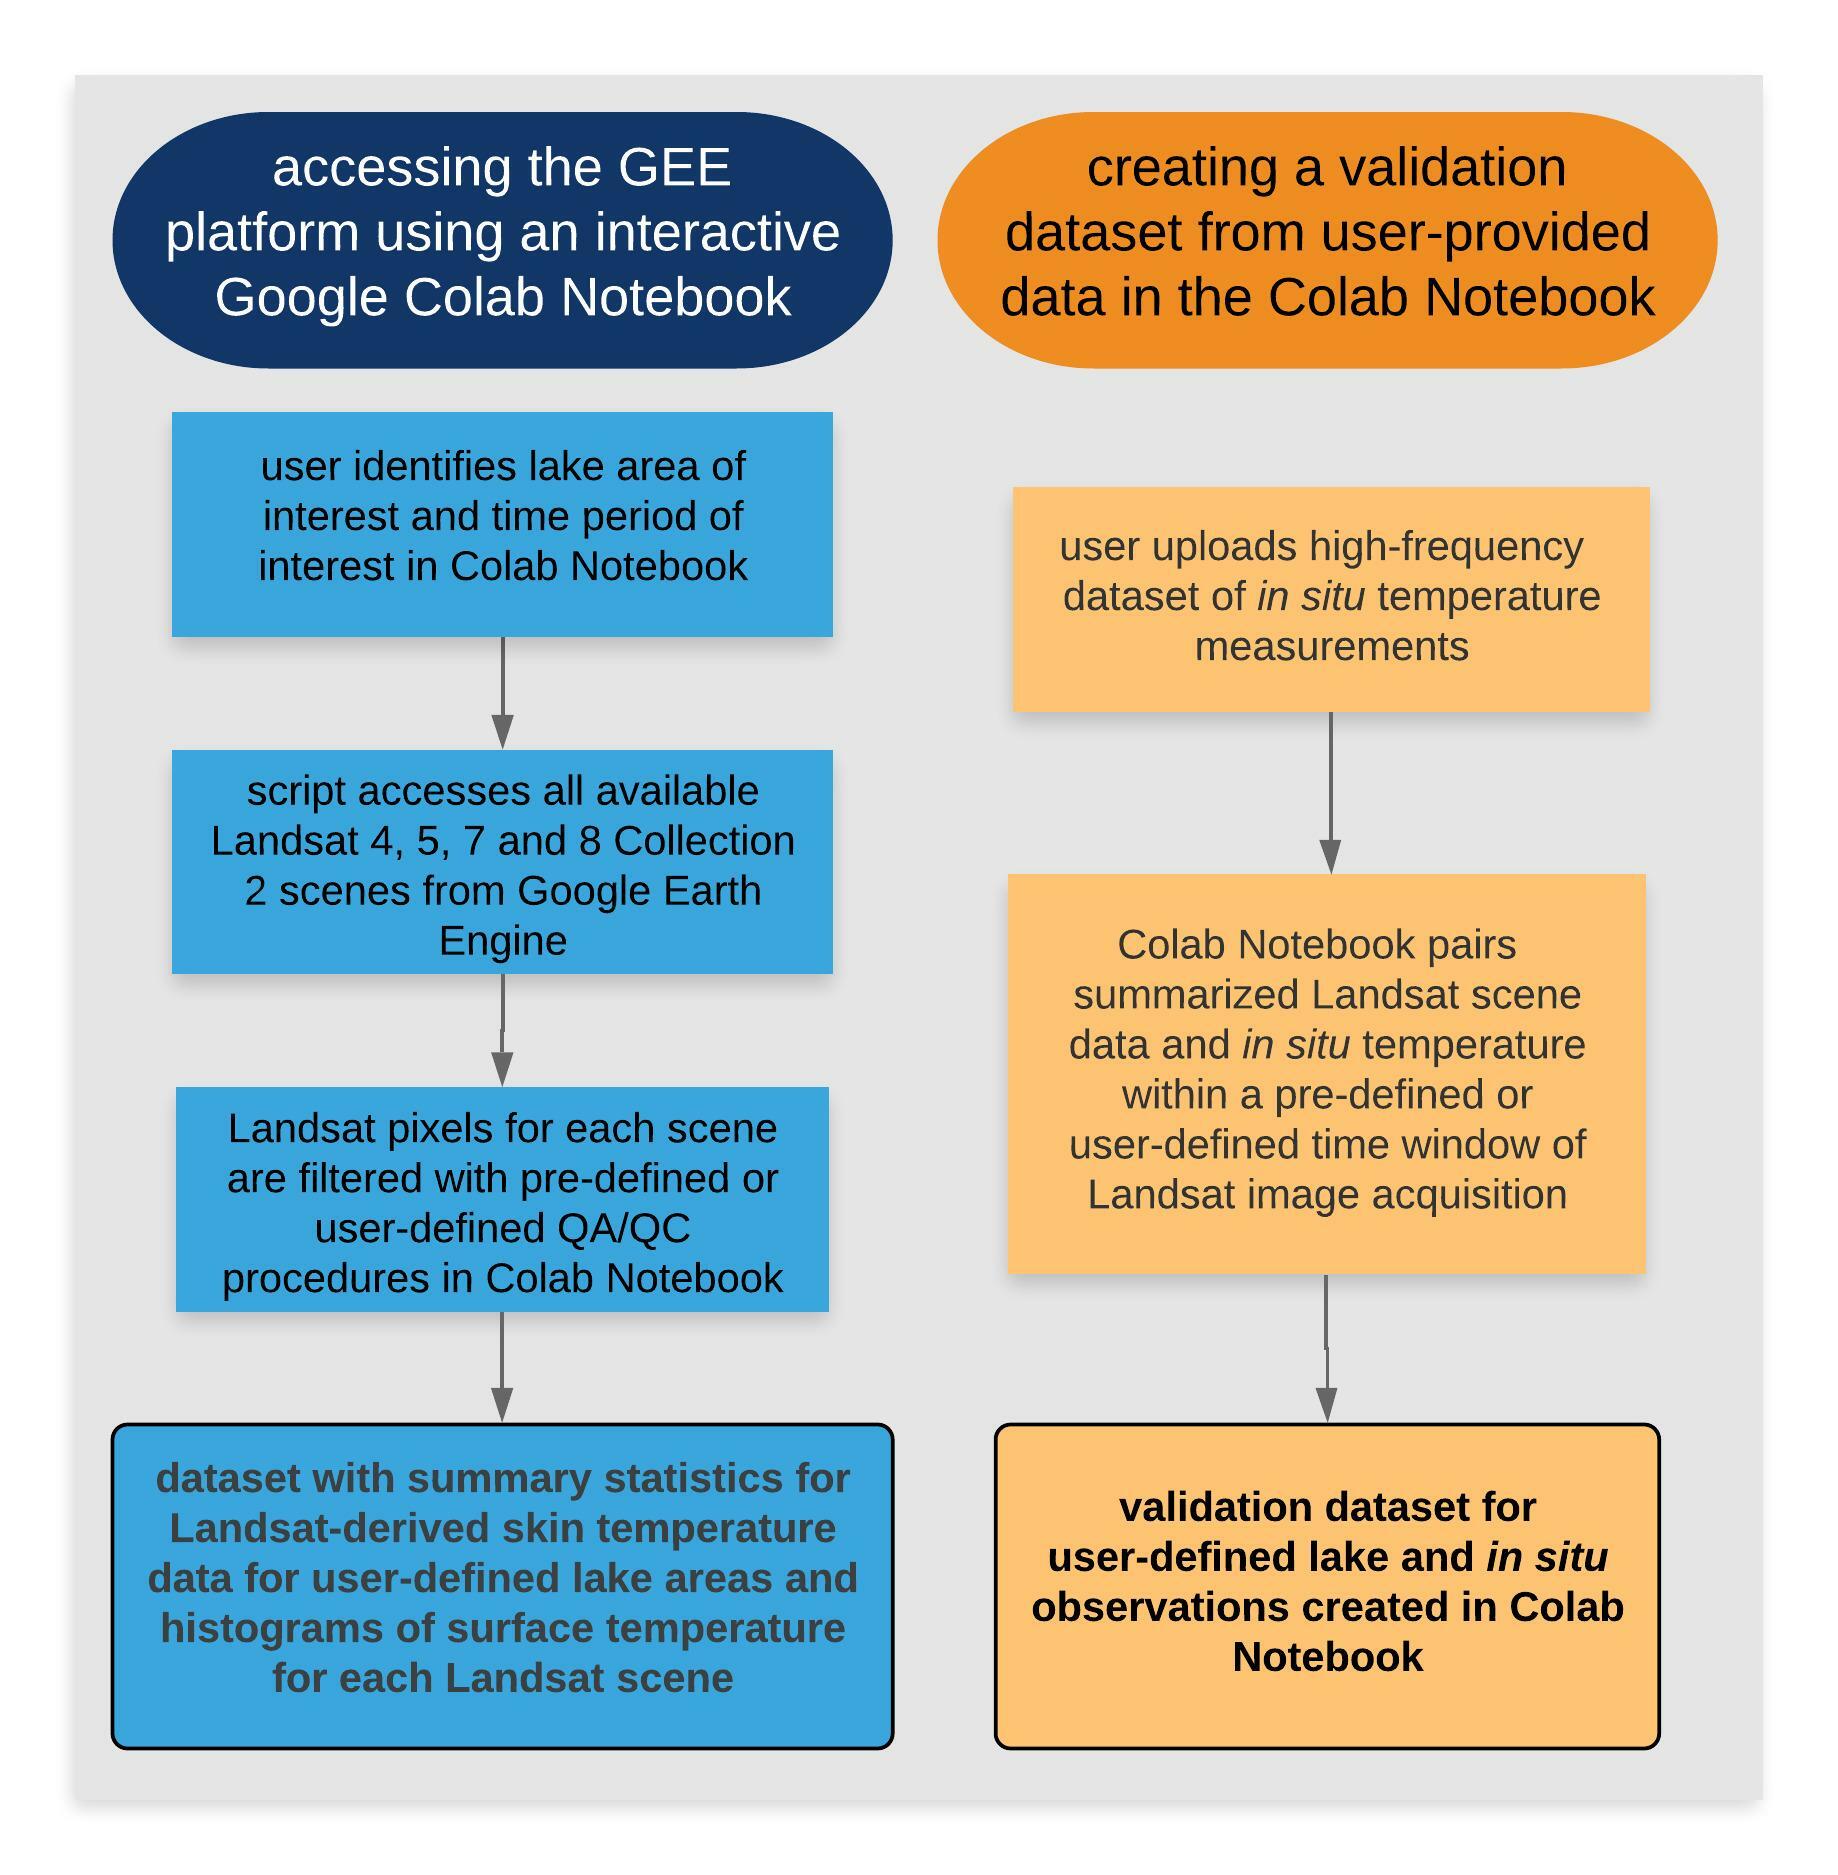 accessing the GEE
platform using an interactive
Google Colab Notebook
user identifies lake area of
interest and time period of
interest in Colab Notebook
script accesses all available
Landsat 4, 5, 7 and 8 Collection
2 scenes from Google Earth
Engine
Landsat pixels for each scene
are filtered with pre-defined or
user-defined QA/QC
procedures in Colab Notebook
dataset with summary statistics for
Landsat-derived skin temperature
data for user-defined lake areas and
histograms of surface temperature
for each Landsat scene
creating a validation
dataset from user-provided
data in the Colab Notebook
user uploads high-frequency
dataset of in situ temperature
measurements
Colab Notebook pairs
summarized Landsat scene
data and in situ temperature
within a pre-defined or
user-defined time window of
Landsat image acquisition
validation dataset for
user-defined lake and in situ
observations created in Colab
Notebook